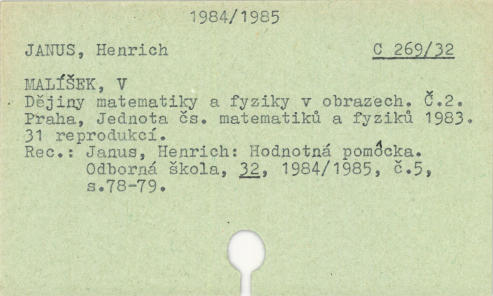 1984/1985
JANUS, Henrich C 269/32
MALÍŠEK, V
Dějiny matematiky a fyziky v obrazech. Č.2.
Praha, Jednota čs. matematiků a fyziků 1983.
31 reprodukcí.
Rec.: Janus, Henrich: Hodnotná pomôcka.
Odborná škola, 32, 1984/1985, č.5,
s.78-79.